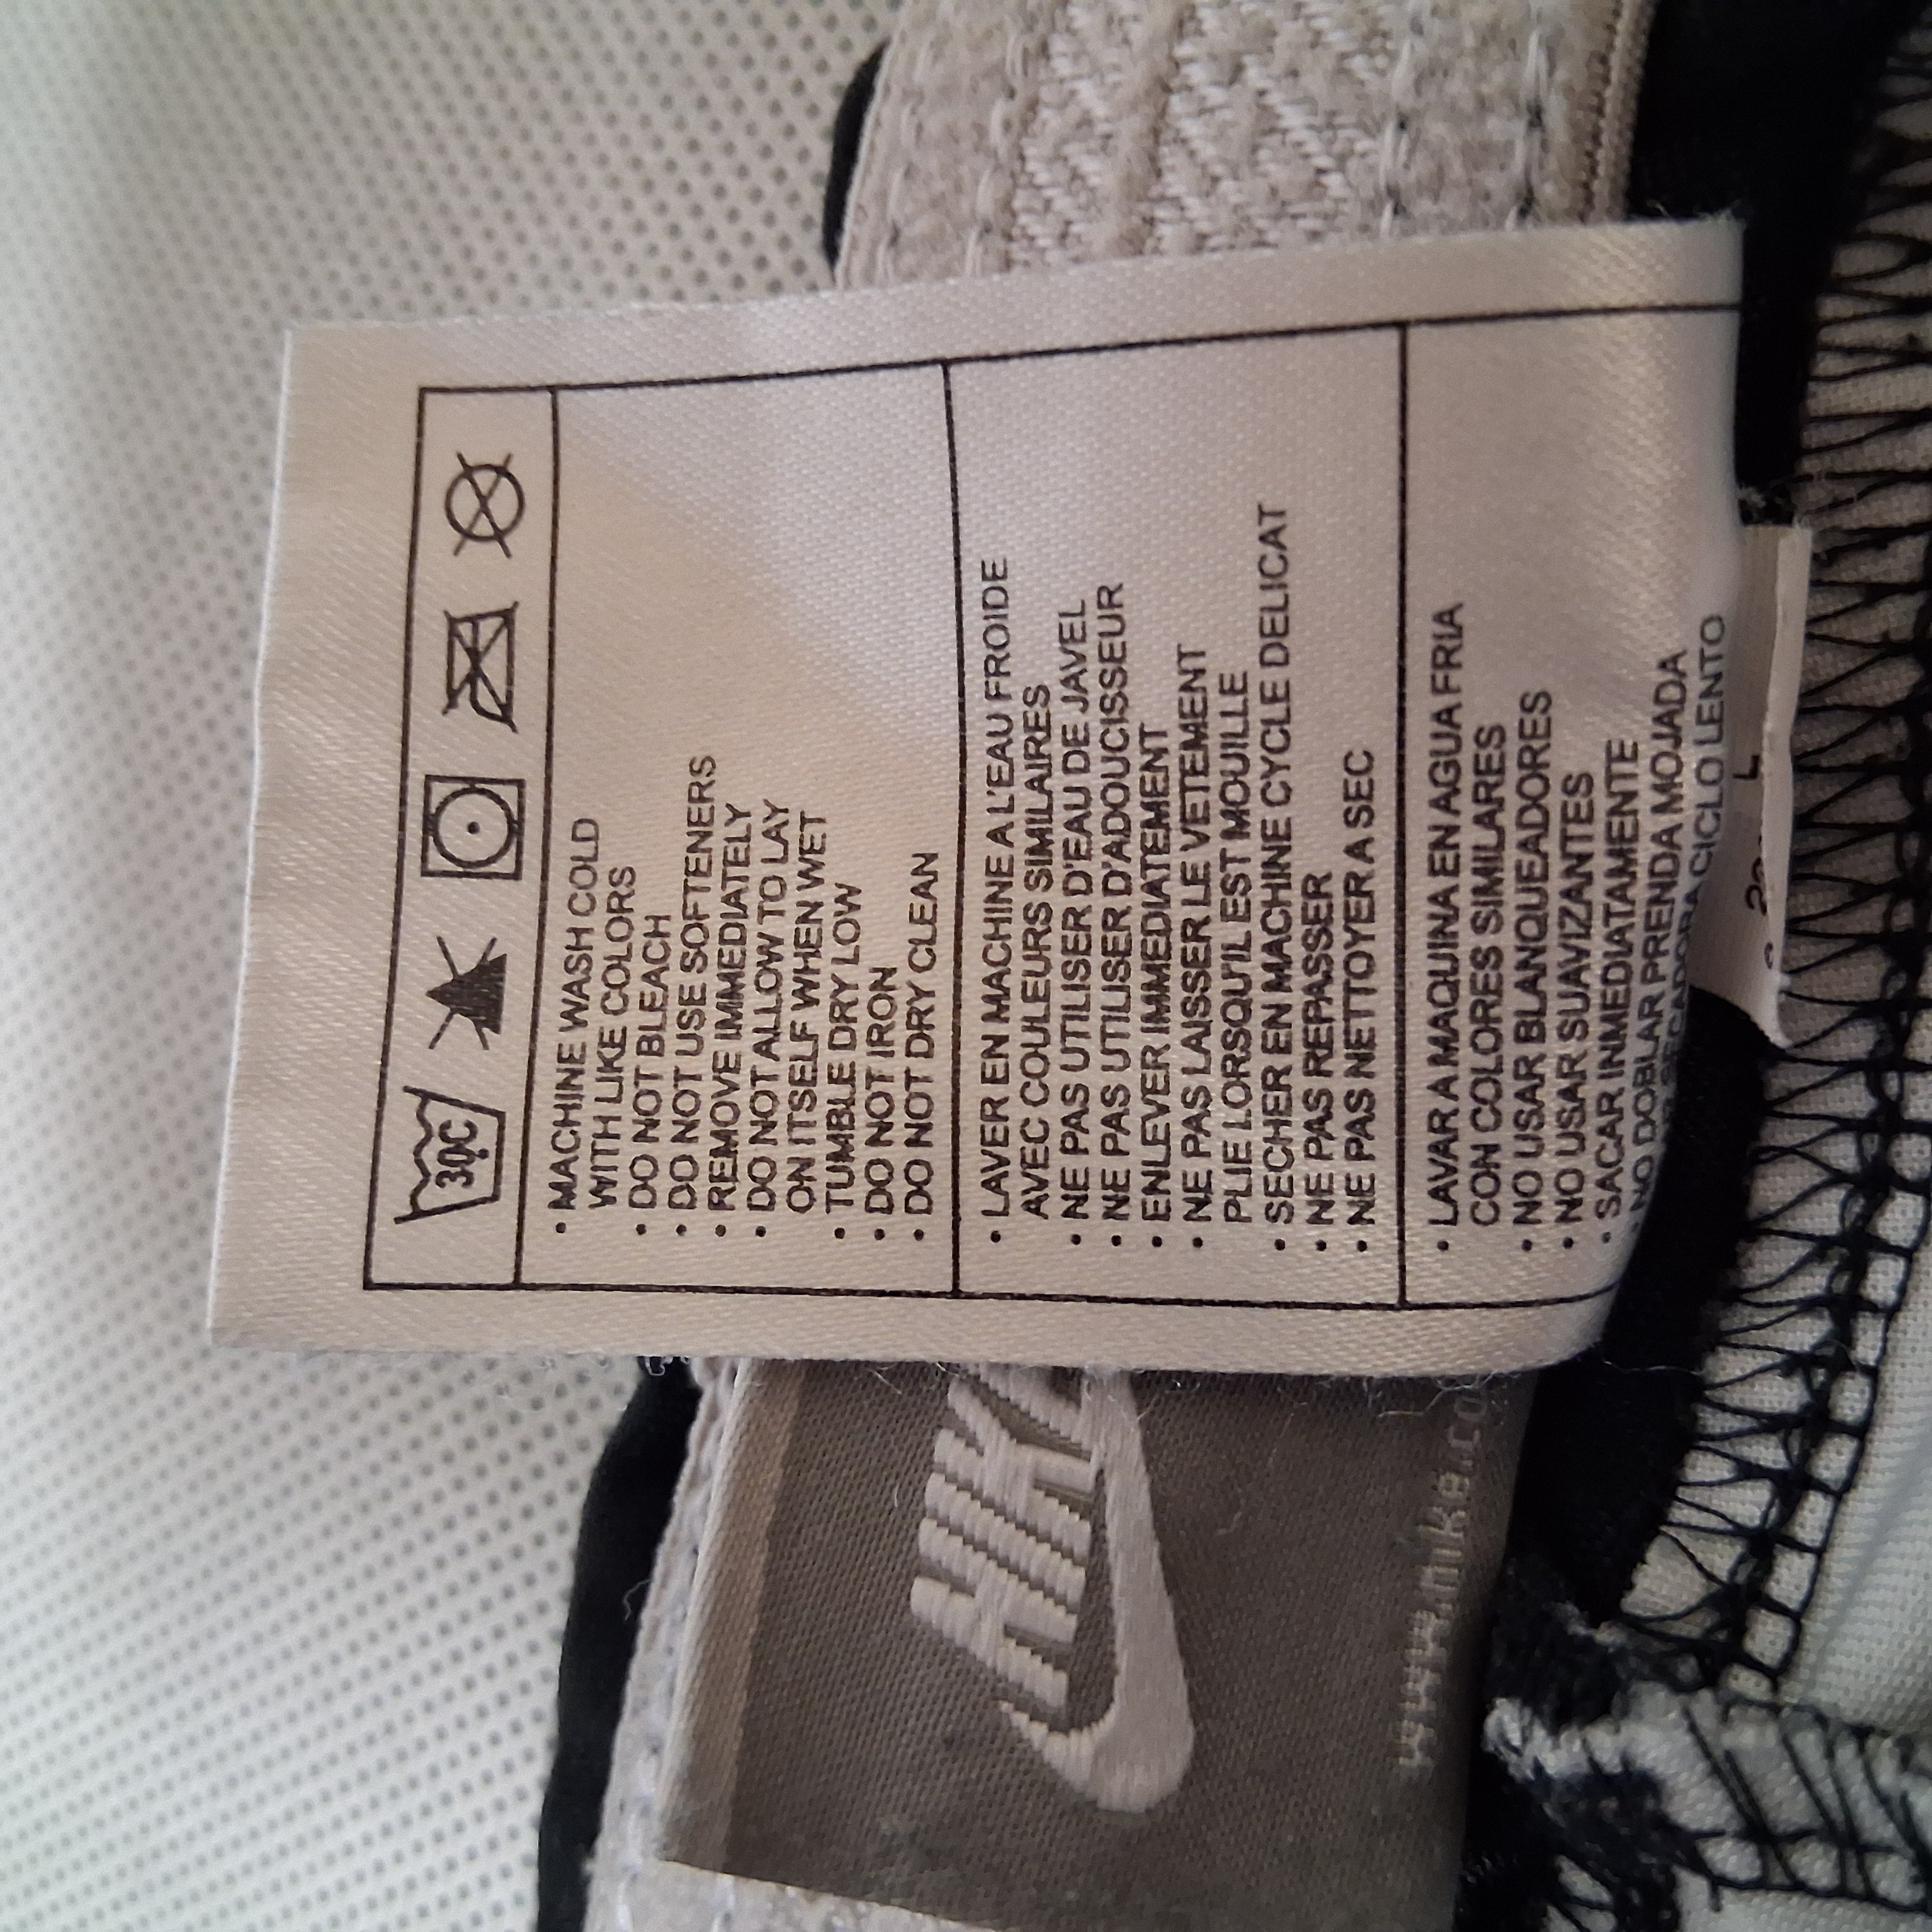 30°C
• MACHINE WASH COLD
WITH LIKE COLORS
• DO NOT BLEACH
• DO NOT USE SOFTENERS
• REMOVE IMMEDIATELY
• DO NOT ALLOW TO LAY
ON ITSELF WHEN WET
• TUMBLE DRY LOW
• DO NOT IRON
• DO NOT DRY CLEAN
• LAVER EN MACHINE A L'EAU FROIDE
AVEC COULEURS SIMILAIRES
• NE PAS UTILISER D'EAU DE JAVEL
• NE PAS UTILISER D'ADOUCISSEUR
• ENLEVER IMMEDIATEMENT
• NE PAS LAISSER LE VETEMENT
PLIE LORSQU'IL EST MOUILLE
• SECHER EN MACHINE CYCLE DELICAT
• NE PAS REPASSER
• NE PAS NETTOYER A SEC
• LAVAR A MAQUINA EN AGUA FRIA
CON COLORES SIMILARES
• NO USAR BLANQUEADORES
• NO USAR SUAVIZANTES
• SACAR INMEDIATAMENTE
• NO DOBLAR PRENDA MOJADA
SECADORA CICLO LENTO
L
NIKE
www.nike.co